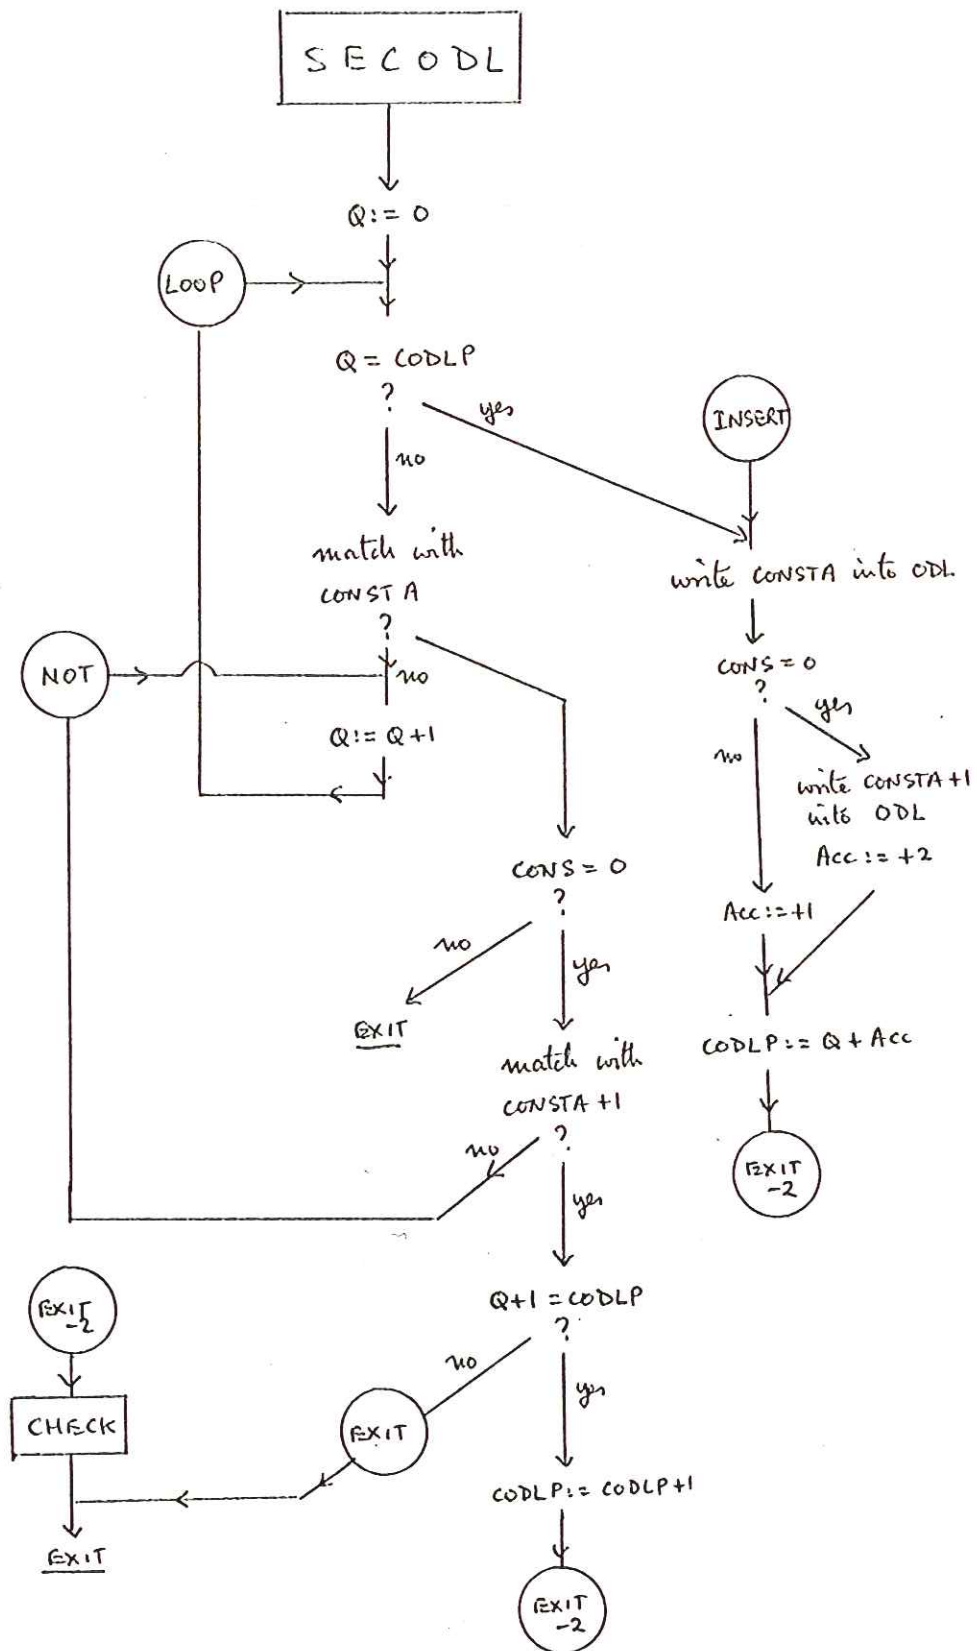 SECODL
Q:= 0
LOOP
Q = CODLP
?
yes
INSERT
no
match with
CONSTA
?
write CONSTA into ODL
NOT
no
CONS = 0
?
yes
Q:= Q+1
no
write CONSTA+1
into ODL
Acc:= +2
CONS = 0
?
Acc:=+1
no
yes
EXIT
CODLP:= Q + Acc
match with
CONSTA +1
?
no
EXIT
-2
yes
EXIT
-2
Q+1 = CODLP
?
no
yes
CHECK
EXIT
CODLP:= CODLP+1
EXIT
EXIT
-2